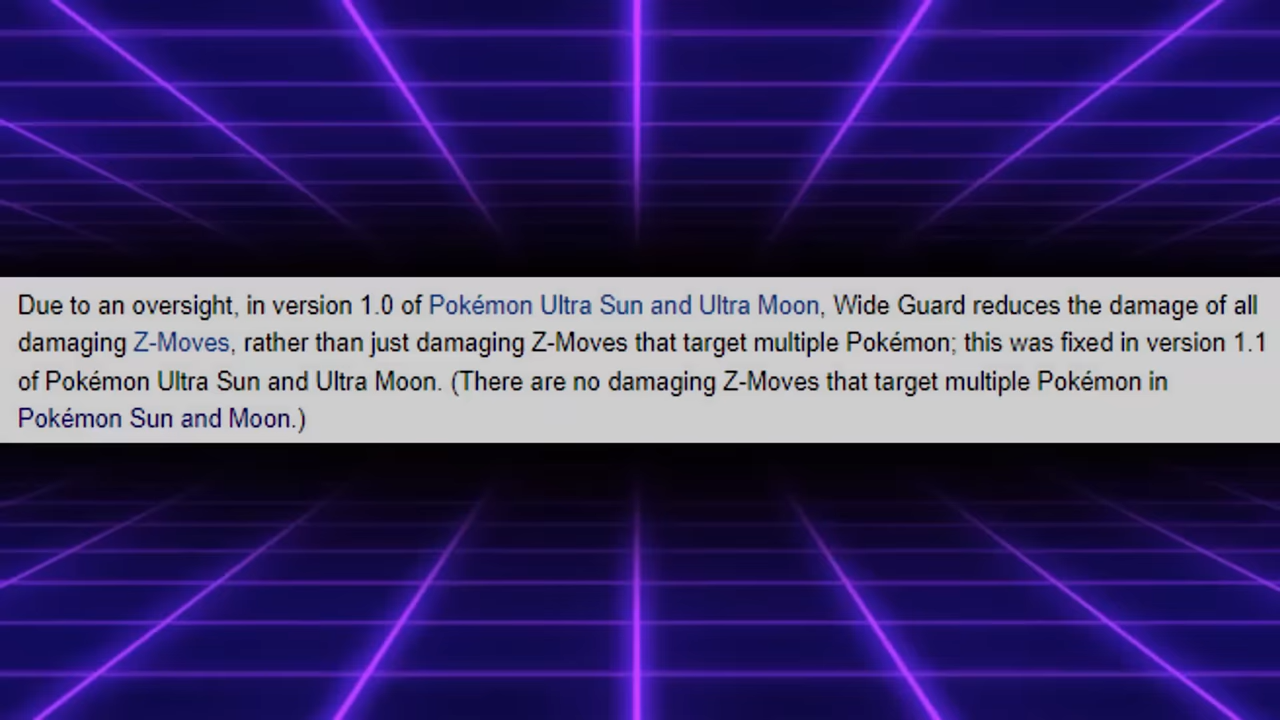 Due to an oversight, in version 1.0 of Pokémon Ultra Sun and Ultra Moon, Wide Guard reduces the damage of all
damaging Z-Moves, rather than just damaging Z-Moves that target multiple Pokémon; this was fixed in version 1.1
of Pokémon Ultra Sun and Ultra Moon. (There are no damaging Z-Moves that target multiple Pokémon in
Pokémon Sun and Moon.)